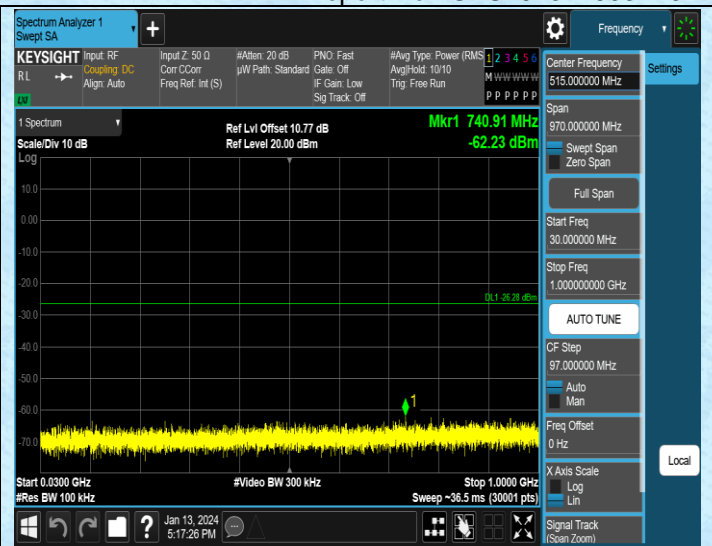 Spectrum Analyzer 1
Swept SA
+
Frequency
KEYSIGHT
RL
LXI
Input: RF
Coupling: DC
Align: Auto
Input Z: 50 Ω
Corr CCorr
Freq Ref: Int (S)
#Atten: 20 dB
µW Path: Standard
PNO: Fast
Gate: Off
IF Gain: Low
Sig Track: Off
#Avg Type: Power (RMS
Avg|Hold: 10/10
Trig: Free Run
1 2 3 4 5 6
M W W W W W
P P P P P P
1 Spectrum
Scale/Div 10 dB
Log
Ref Lvl Offset 10.77 dB
Ref Level 20.00 dBm
Mkr1 740.91 MHz
-62.23 dBm
10.0
0.00
-10.0
-20.0
DL1 -26.28 dBm
-30.0
-40.0
-50.0
-60.0
-70.0
1
Start 0.0300 GHz
#Res BW 100 kHz
#Video BW 300 kHz
Stop 1.0000 GHz
Sweep ~36.5 ms (30001 pts)
?
Jan 13, 2024
5:17:26 PM
Center Frequency
515.000000 MHz
Settings
Span
970.000000 MHz
Swept Span
Zero Span
Full Span
Start Freq
30.000000 MHz
Stop Freq
1.000000000 GHz
AUTO TUNE
CF Step
97.000000 MHz
Auto
Man
Freq Offset
0 Hz
X Axis Scale
Log
Lin
Local
Signal Track
(Span Zoom)